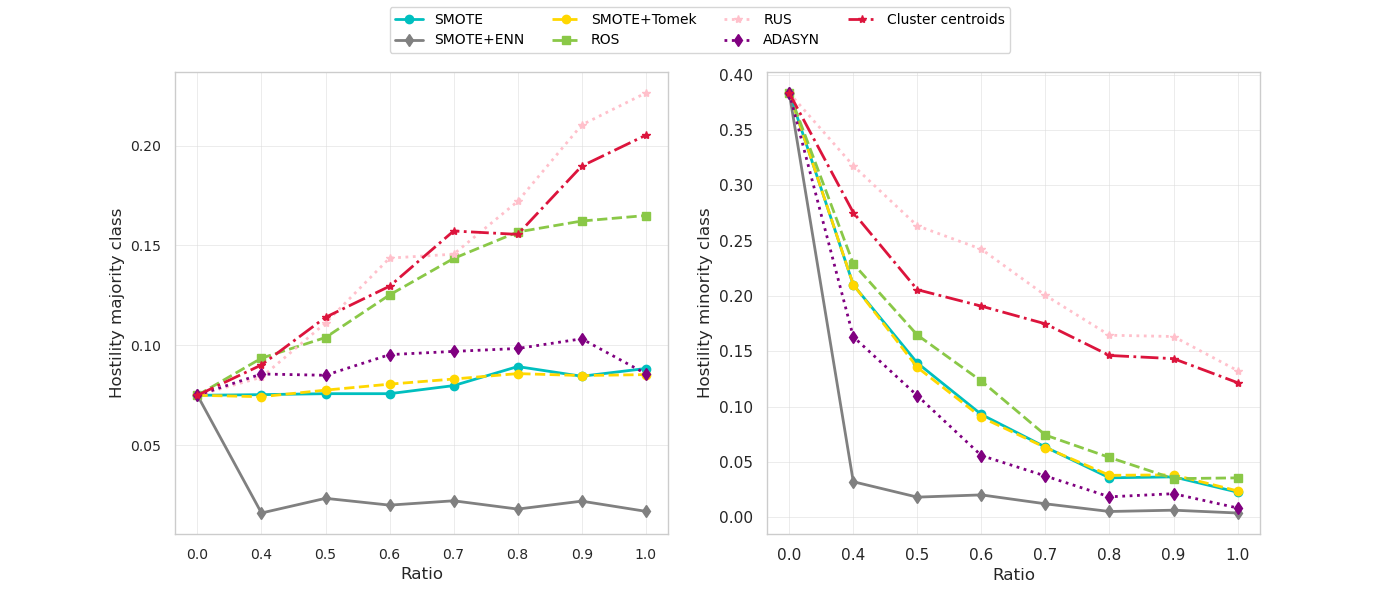 SMOTE SMOTE+Tomek RUS Cluster centroids
SMOTE+ENN ROS ADASYN
Hostility majority class
0.20
0.15
0.10
0.05
0.0 0.4 0.5 0.6 0.7 0.8 0.9 1.0
Ratio
Hostility minority class
0.40
0.35
0.30
0.25
0.20
0.15
0.10
0.05
0.00
0.0 0.4 0.5 0.6 0.7 0.8 0.9 1.0
Ratio